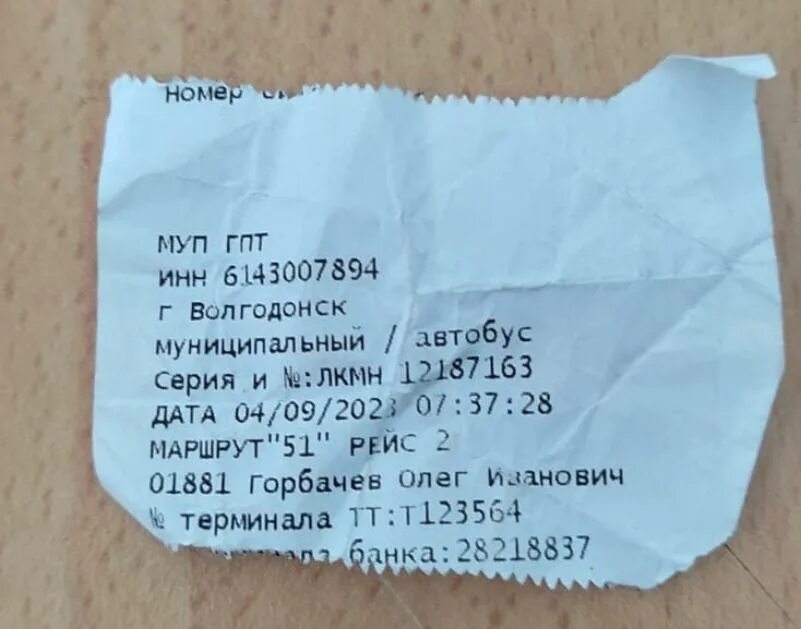 номер
МУП ГПТ
ИНН 6143007894
г Волгодонск
муниципальный / автобус
Серия и №:ЛКМН 12187163
ДАТА 04/09/2023 07:37:28
МАРШРУТ"51" РЕЙС 2
01881 Горбачев Олег Иванович
№ терминала ТТ:Т123564
банка:28218837